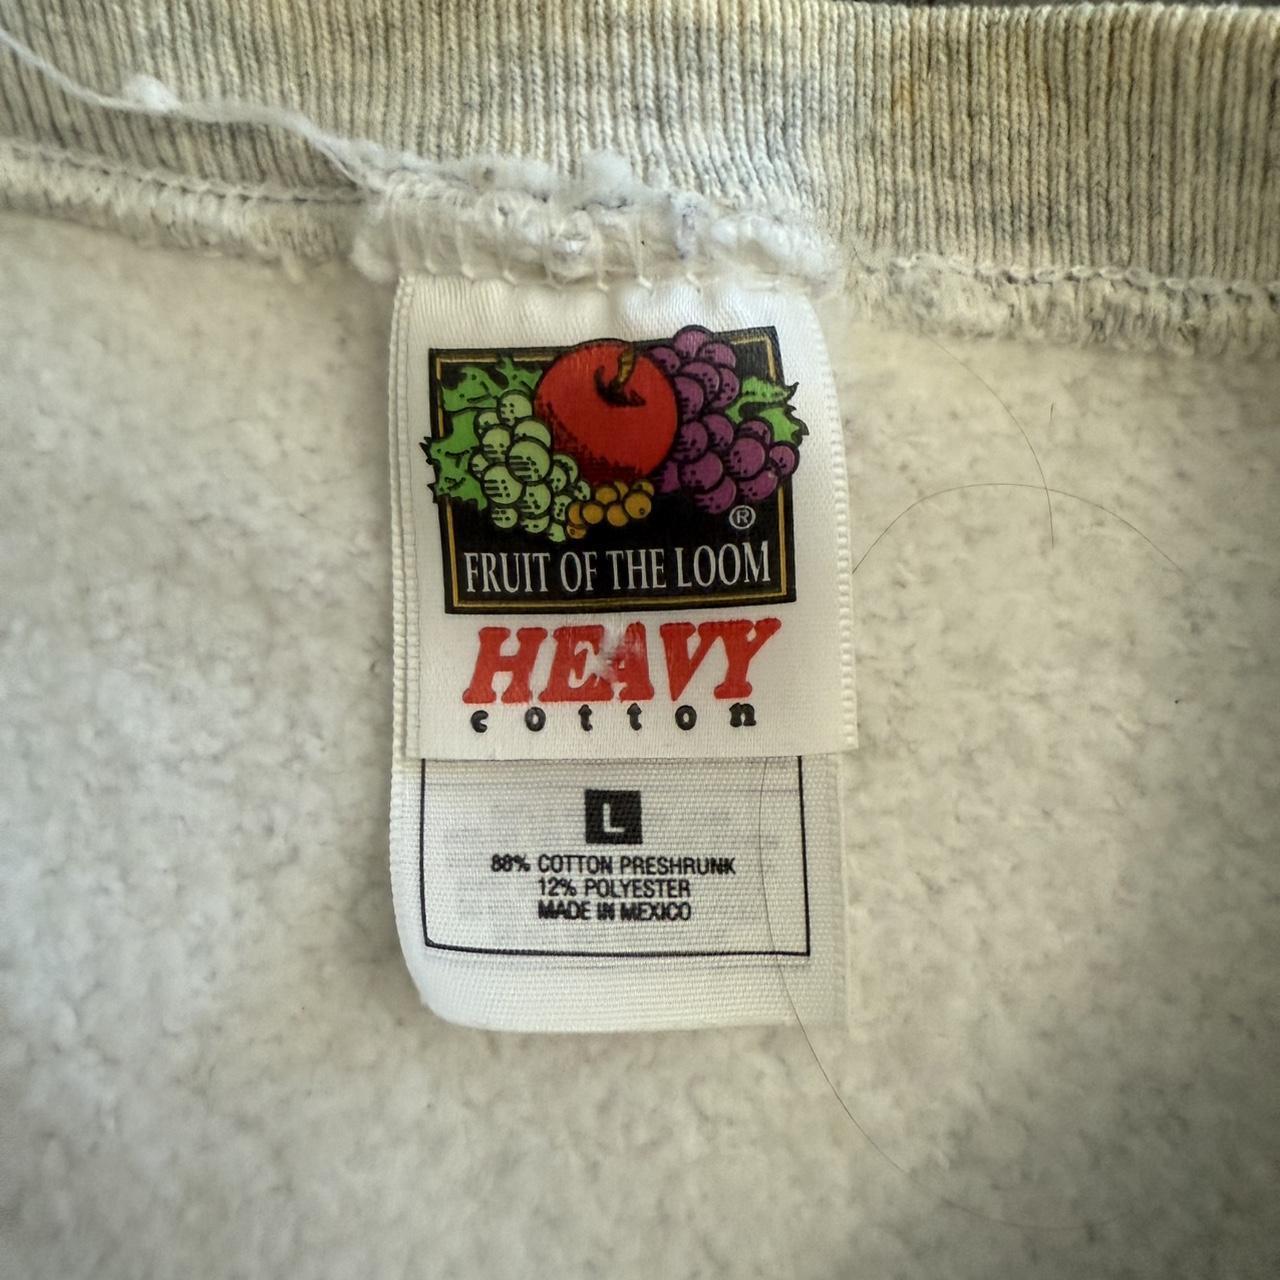 ®
FRUIT OF THE LOOM
HEAVY
cotton
L
88% COTTON PRESHRUNK
12% POLYESTER
MADE IN MEXICO